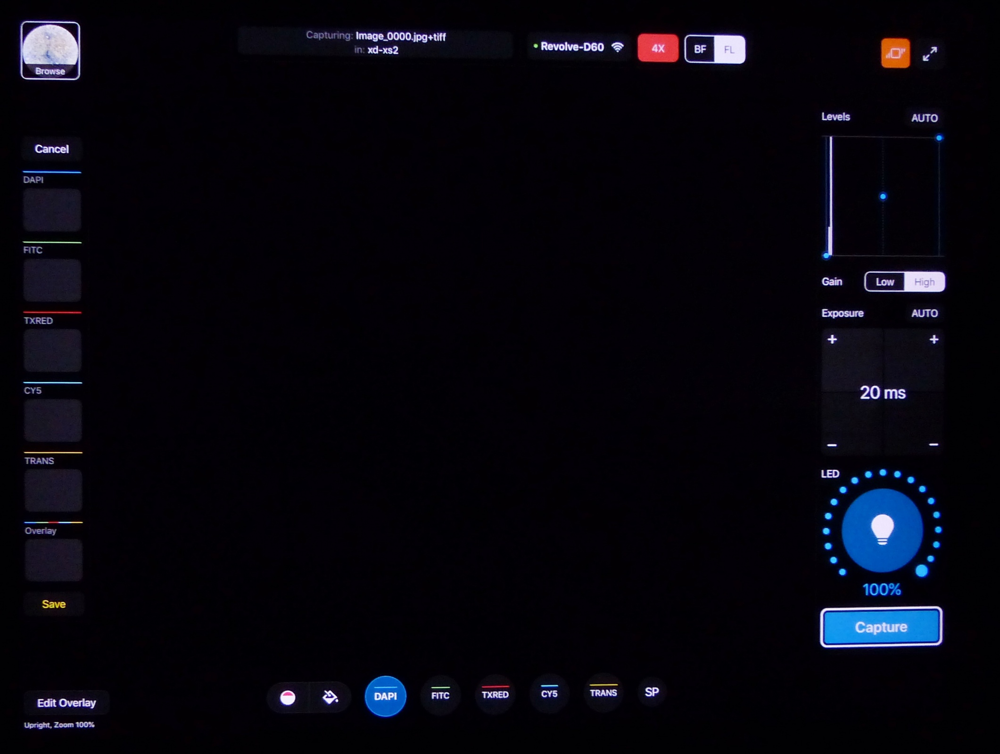 Capturing: Image_0000.jpg+tiff
in: xd-xs2
Revolve-D60
4X
BF FL
Browse
Levels AUTO
Cancel
DAPI
FITC
TXRED
CY5
TRANS
Overlay
Save
Gain Low High
Exposure AUTO
+ +
20 ms
− −
LED
100%
Capture
DAPI FITC TXRED CY5 TRANS SP
Edit Overlay
Upright, Zoom 100%